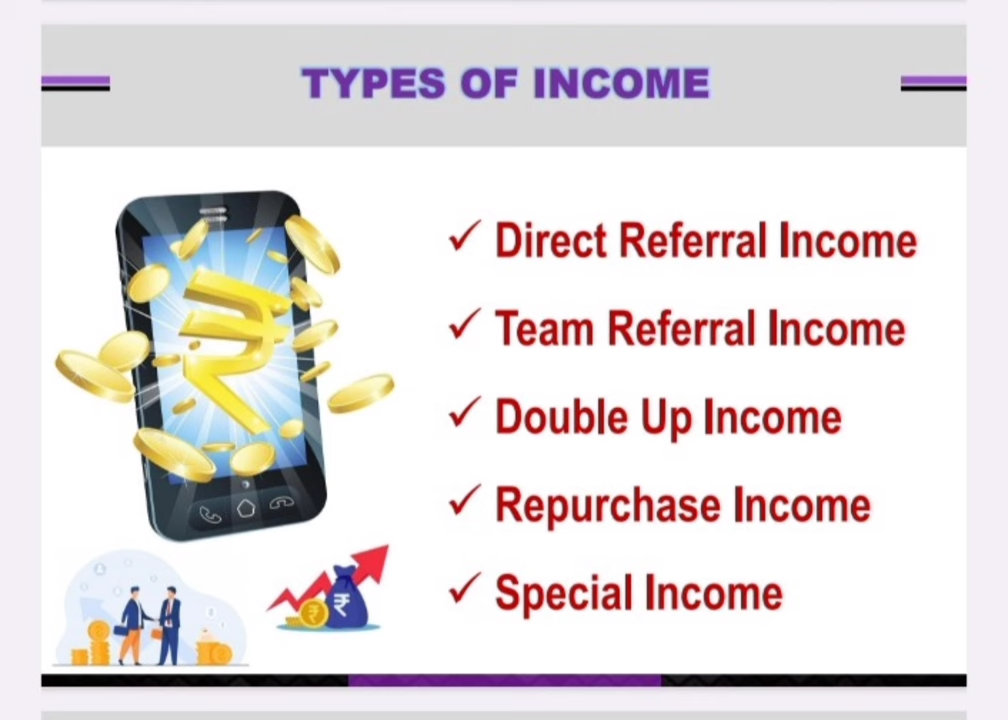 TYPES OF INCOME
✓ Direct Referral Income
✓ Team Referral Income
✓ Double Up Income
✓ Repurchase Income
✓ Special Income
₹
₹
₹